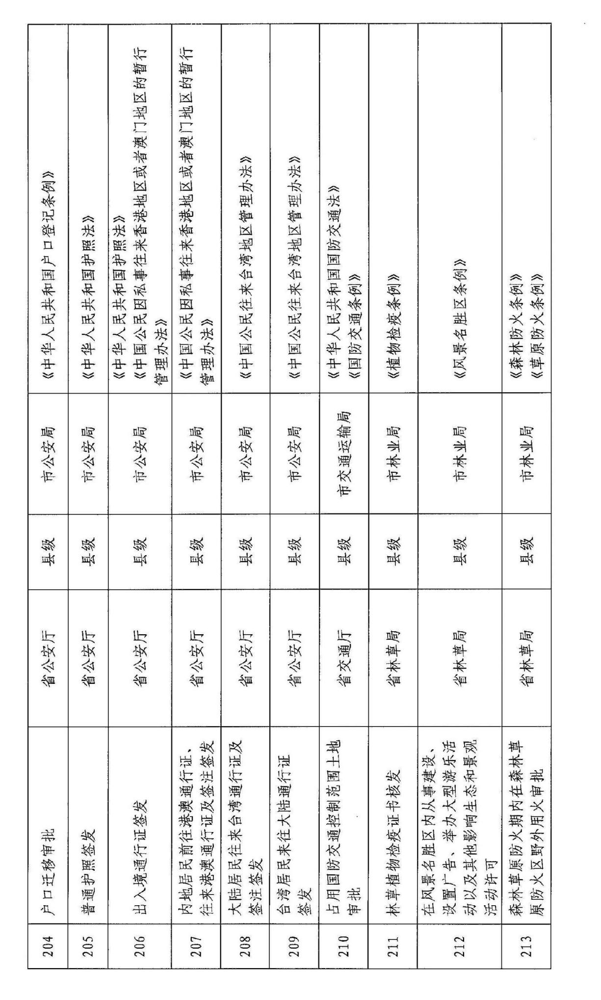 204
户口迁移审批
省公安厅
县级
市公安局
《中华人民共和国户口登记条例》
205
普通护照签发
省公安厅
县级
市公安局
《中华人民共和国护照法》
206
出入境通行证签发
省公安厅
县级
市公安局
《中华人民共和国护照法》
《中国公民因私事往来香港地区或者澳门地区的暂行
管理办法》
207
内地居民前往港澳通行证、
往来港澳通行证及签注签发
省公安厅
县级
市公安局
《中国公民因私事往来香港地区或者澳门地区的暂行
管理办法》
208
大陆居民往来台湾通行证及
签注签发
省公安厅
县级
市公安局
《中国公民往来台湾地区管理办法》
209
台湾居民来往大陆通行证
签发
省公安厅
县级
市公安局
《中国公民往来台湾地区管理办法》
210
占用国防交通控制范围土地
审批
省交通厅
县级
市交通运输局
《中华人民共和国国防交通法》
《国防交通条例》
211
林草植物检疫证书核发
省林草局
县级
市林业局
《植物检疫条例》
212
在风景名胜区内从事建设、
设置广告、举办大型游乐活
动以及其他影响生态和景观
活动许可
省林草局
县级
市林业局
《风景名胜区条例》
213
森林草原防火期内在森林草
原防火区野外用火审批
省林草局
县级
市林业局
《森林防火条例》
《草原防火条例》